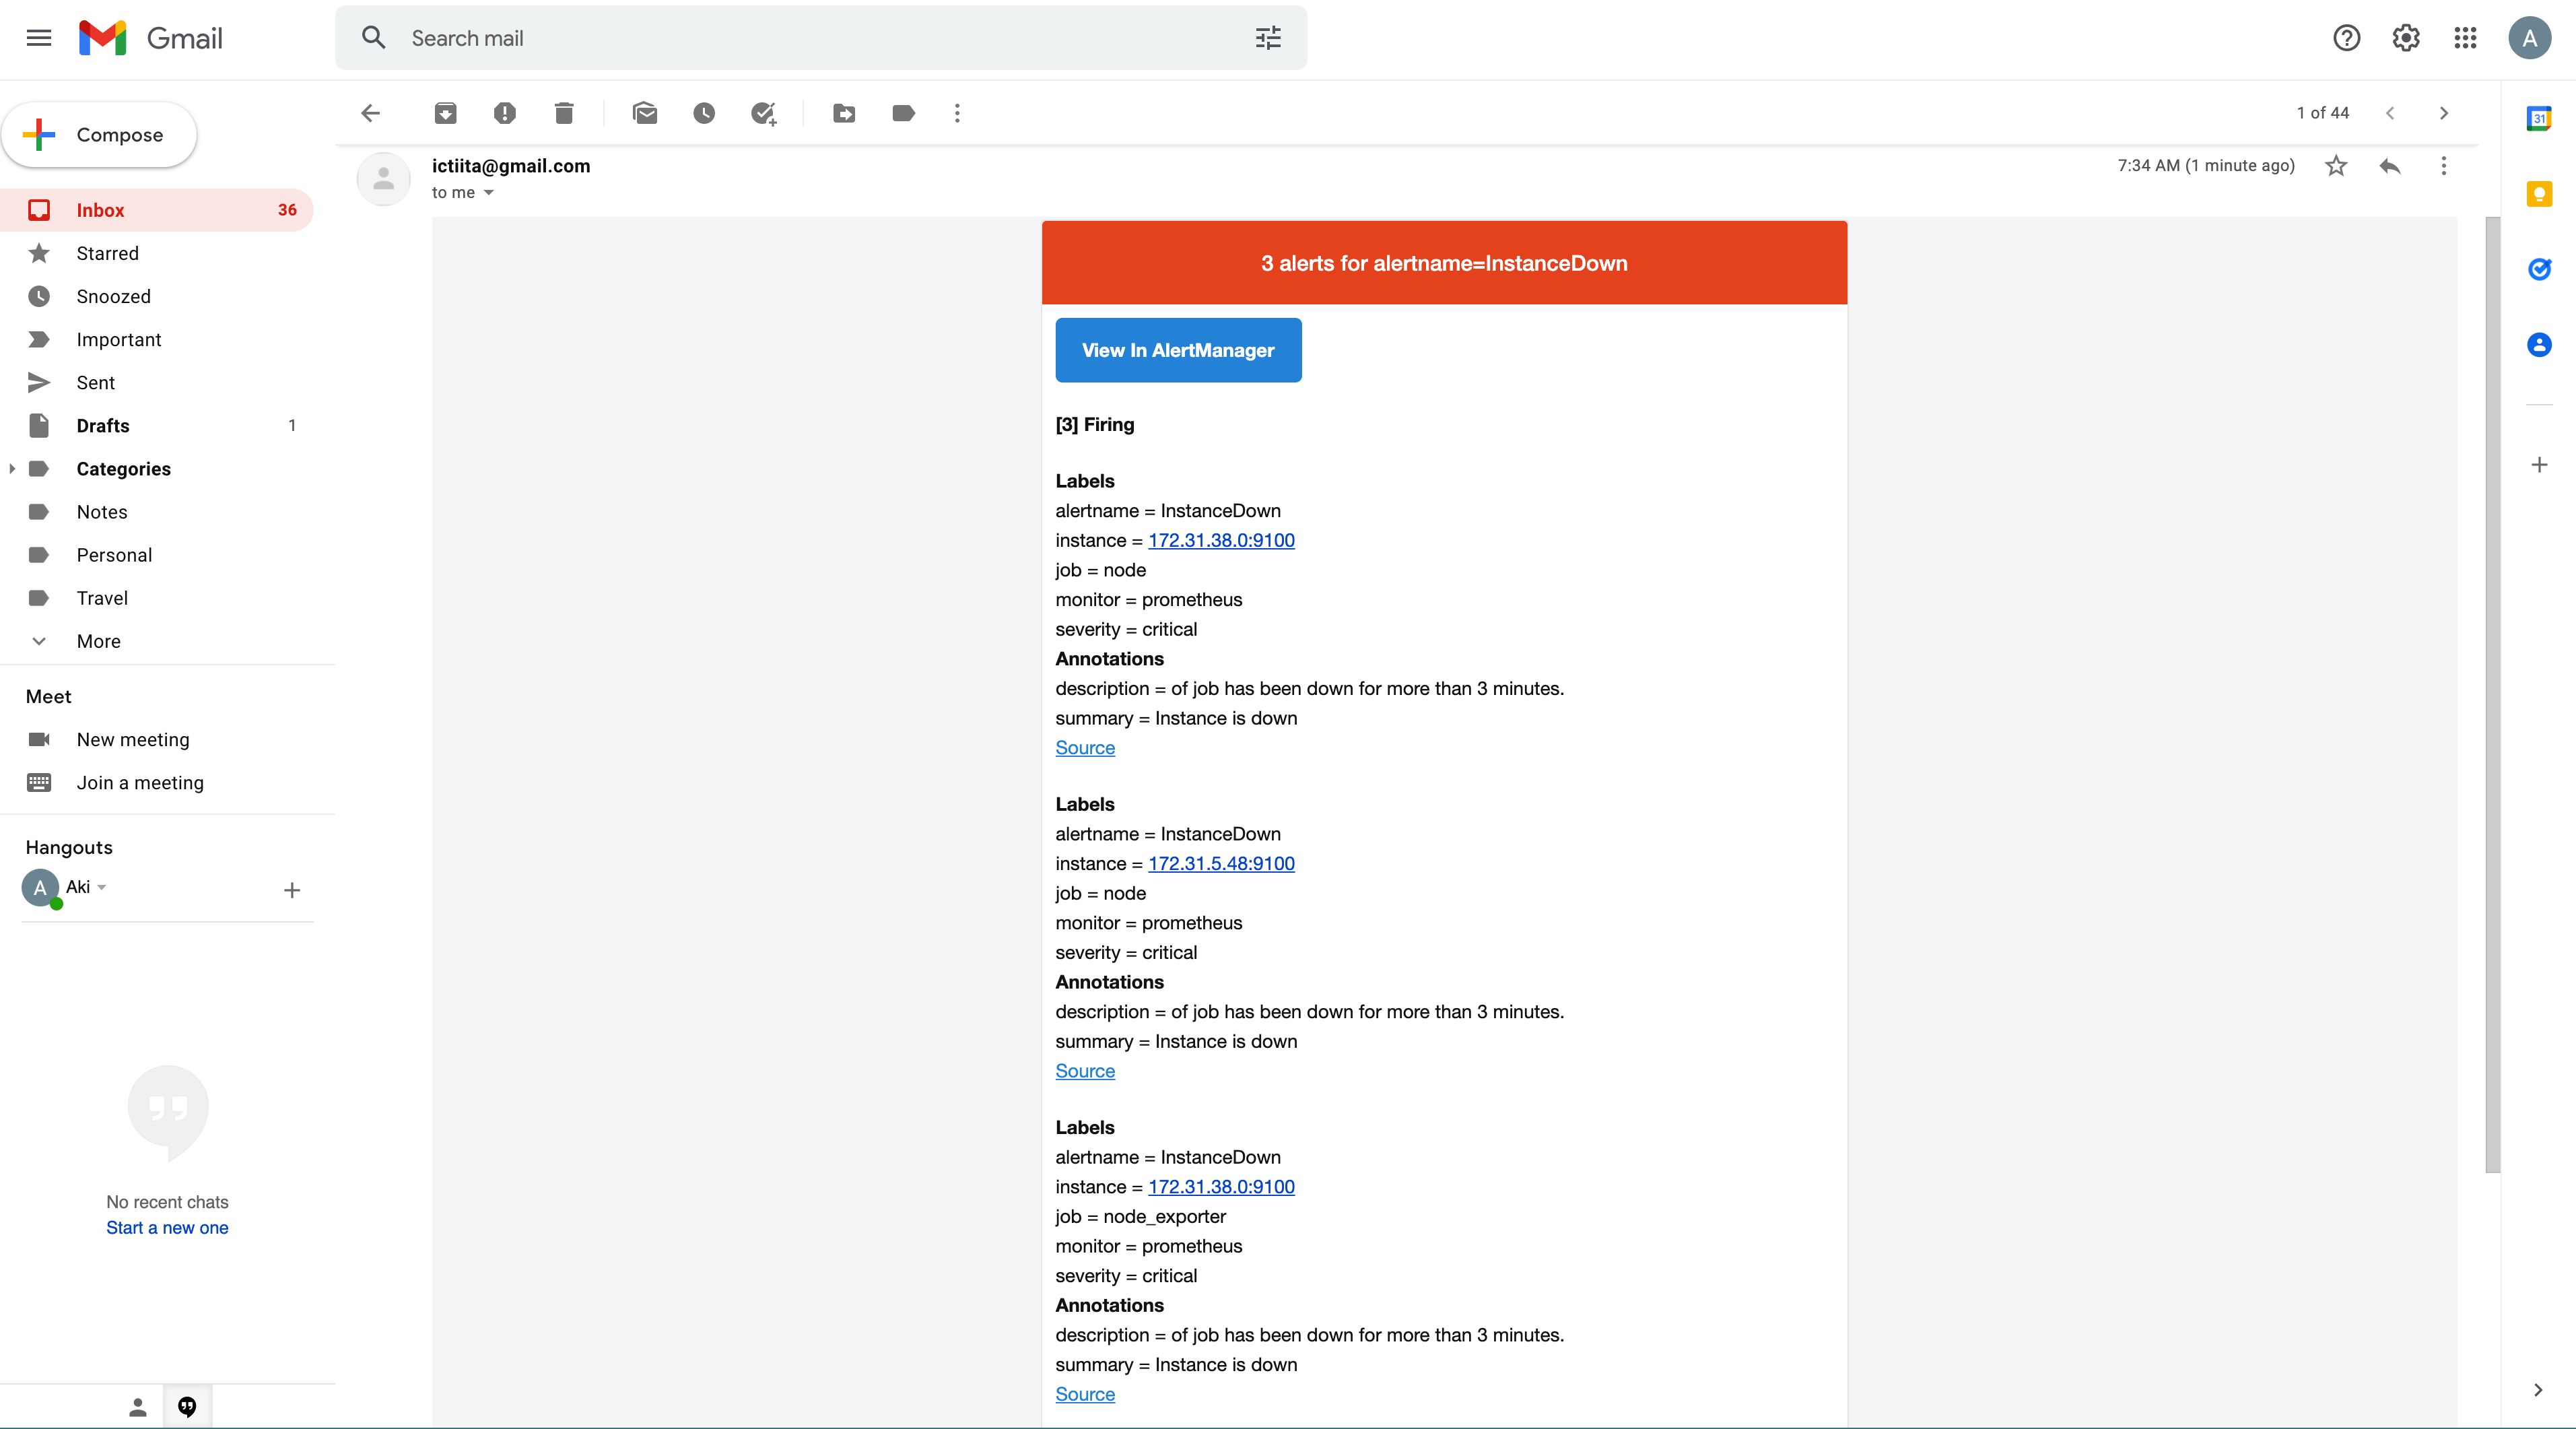 Gmail
Search mail
A
Compose
1 of 44
31
ictiita@gmail.com
7:34 AM (1 minute ago)
to me
Inbox 36
Starred
Snoozed
Important
Sent
Drafts 1
Categories
Notes
Personal
Travel
More
Meet
New meeting
Join a meeting
Hangouts
A Aki
No recent chats
Start a new one
3 alerts for alertname=InstanceDown
View In AlertManager
[3] Firing
Labels
alertname = InstanceDown
instance = 172.31.38.0:9100
job = node
monitor = prometheus
severity = critical
Annotations
description = of job has been down for more than 3 minutes.
summary = Instance is down
Source
Labels
alertname = InstanceDown
instance = 172.31.5.48:9100
job = node
monitor = prometheus
severity = critical
Annotations
description = of job has been down for more than 3 minutes.
summary = Instance is down
Source
Labels
alertname = InstanceDown
instance = 172.31.38.0:9100
job = node_exporter
monitor = prometheus
severity = critical
Annotations
description = of job has been down for more than 3 minutes.
summary = Instance is down
Source